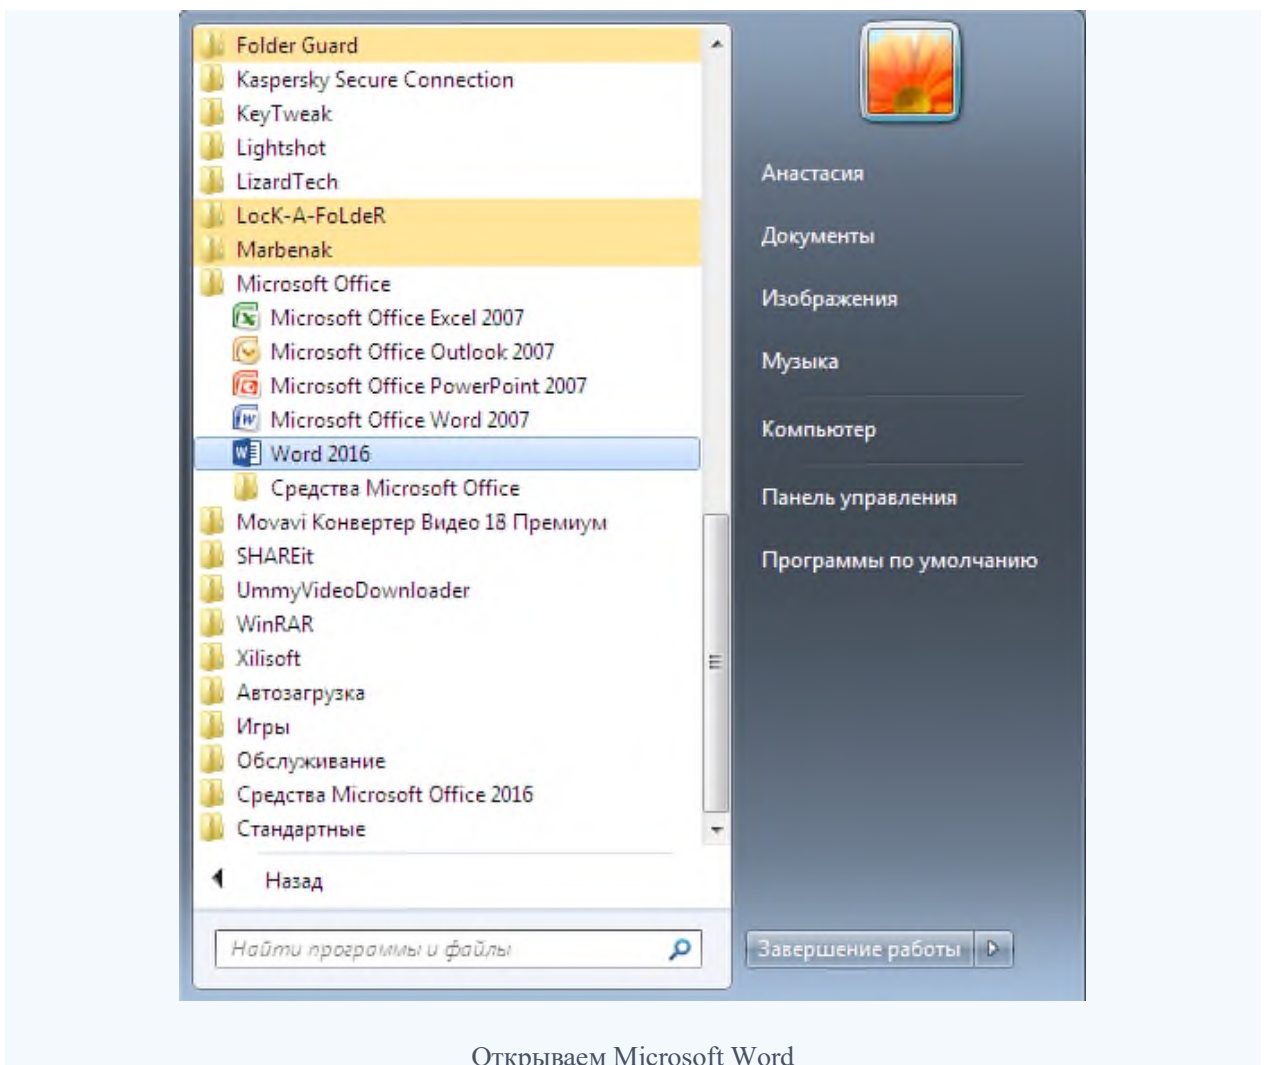 Folder Guard
Kaspersky Secure Connection
KeyTweak
Lightshot
LizardTech
LocK-A-FoLdeR
Marbenak
Microsoft Office
Microsoft Office Excel 2007
Microsoft Office Outlook 2007
Microsoft Office PowerPoint 2007
Microsoft Office Word 2007
Word 2016
Средства Microsoft Office
Movavi Конвертер Видео 18 Премиум
SHAREit
UmmyVideoDownloader
WinRAR
Xilisoft
Автозагрузка
Игры
Обслуживание
Средства Microsoft Office 2016
Стандартные
Назад
Найти программы и файлы
Анастасия
Документы
Изображения
Музыка
Компьютер
Панель управления
Программы по умолчанию
Завершение работы
Открываем Microsoft Word